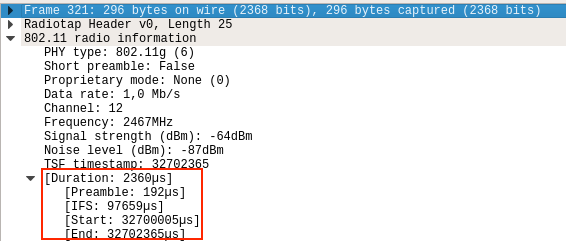 Frame 321: 296 bytes on wire (2368 bits), 296 bytes captured (2368 bits)
Radiotap Header v0, Length 25
802.11 radio information
PHY type: 802.11g (6)
Short preamble: False
Proprietary mode: None (0)
Data rate: 1,0 Mb/s
Channel: 12
Frequency: 2467MHz
Signal strength (dBm): -64dBm
Noise level (dBm): -87dBm
TSF timestamp: 32702365
[Duration: 2360µs]
[Preamble: 192µs]
[IFS: 97659µs]
[Start: 32700005µs]
[End: 32702365µs]